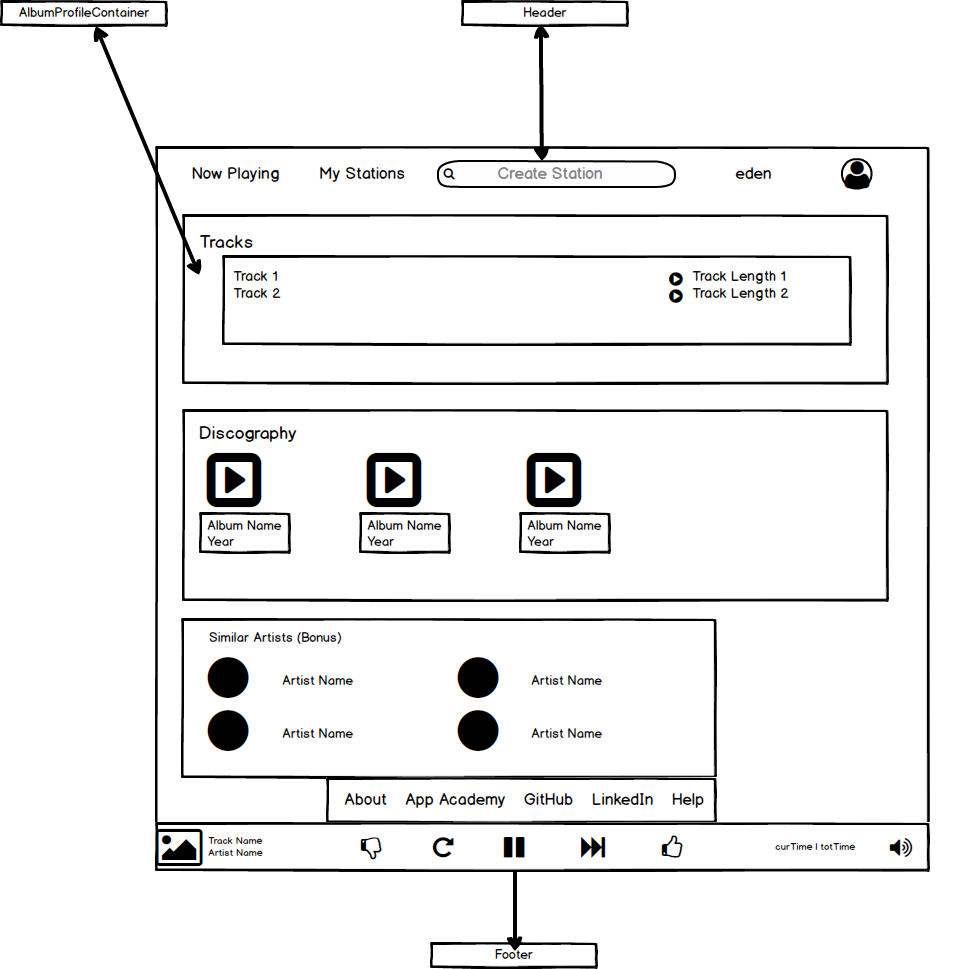 AlbumProfileContainer
Header
Now Playing My Stations Create Station eden
Tracks
Track 1 Track Length 1
Track 2 Track Length 2
Discography
Album Name Album Name Album Name
Year Year Year
Similar Artists (Bonus)
Artist Name Artist Name
Artist Name Artist Name
About App Academy GitHub LinkedIn Help
Track Name
Artist Name
curTime | totTime
Footer